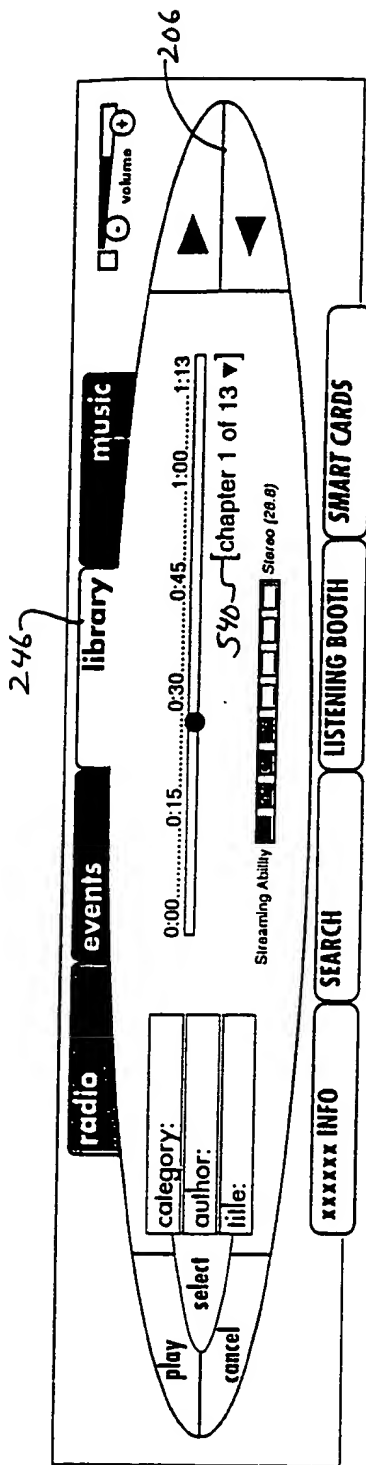 246
206
radio
events
library
music
- + volume
play
select
cancel
category:
author:
title:
0:00 0:15 0:30 0:45 1:00 1:13
540
[chapter 1 of 13 ▼]
Streaming Ability
Stereo (28.8)
xxxxxx INFO
SEARCH
LISTENING BOOTH
SMART CARDS